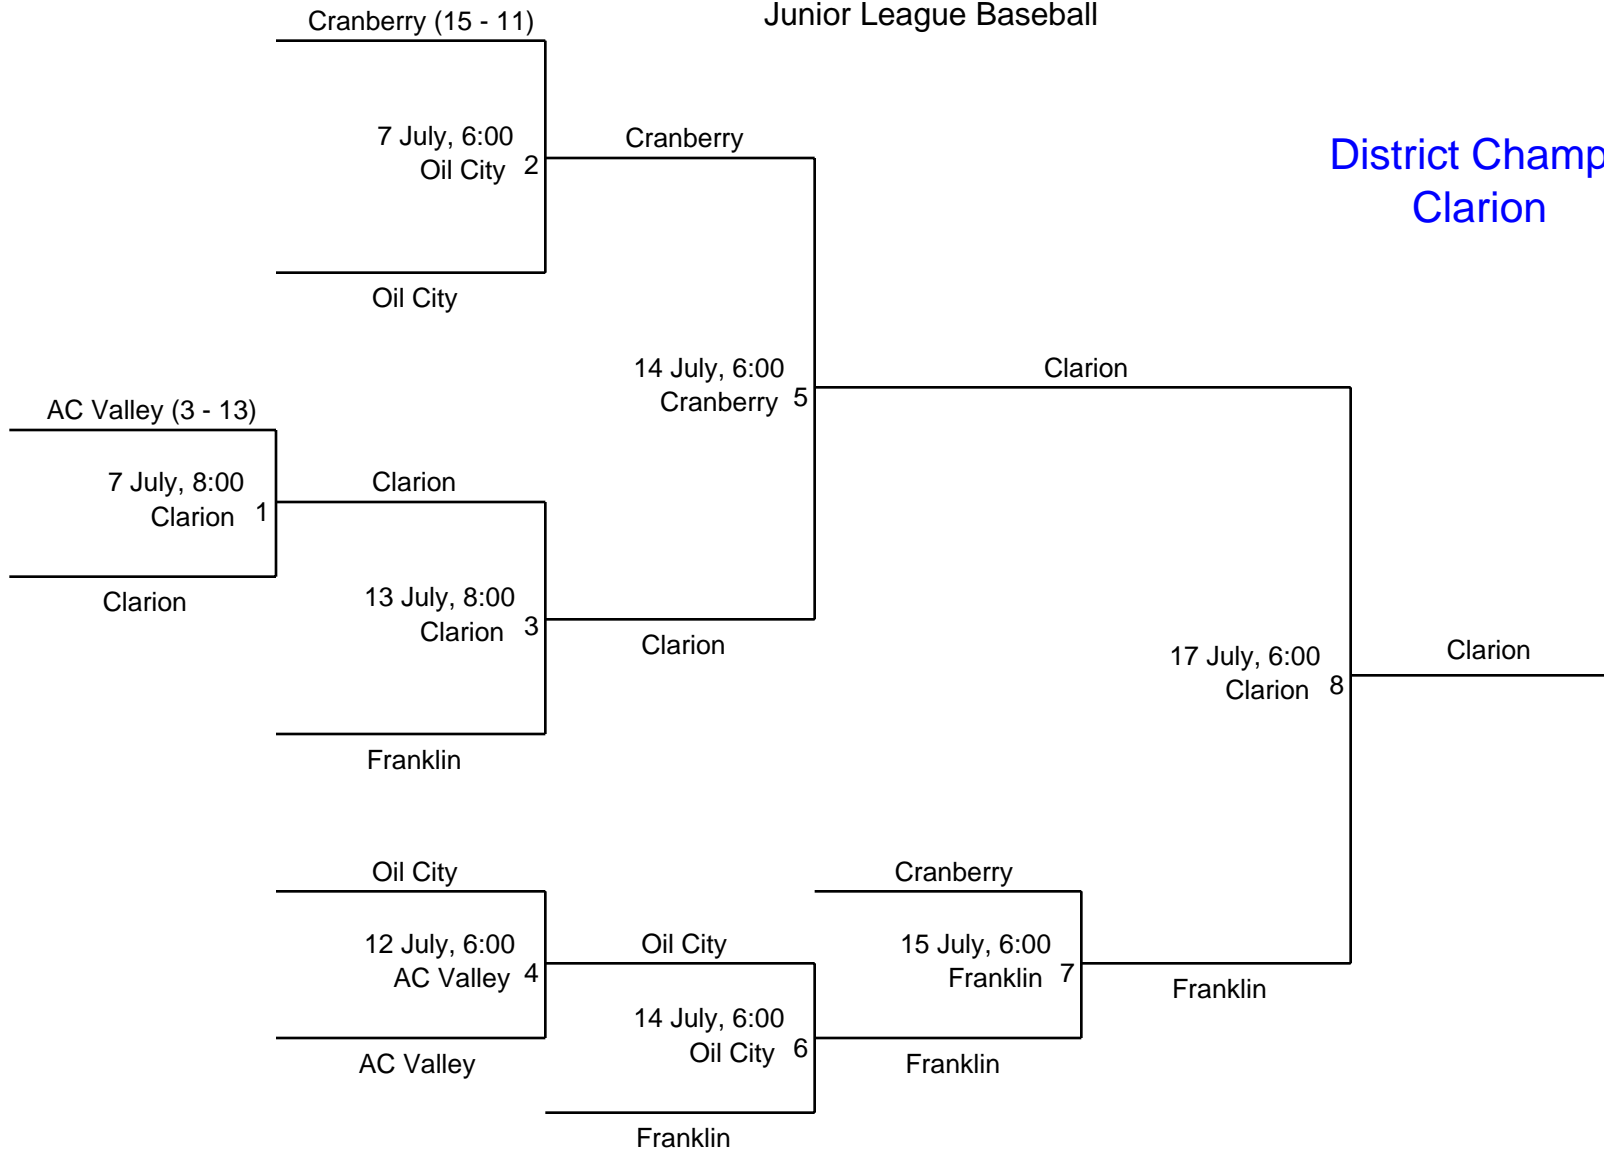 Junior League Baseball
Cranberry (15 - 11)
7 July, 6:00
Oil City 2
Cranberry
District Champ
Clarion
Oil City
14 July, 6:00
Cranberry 5
Clarion
AC Valley (3 - 13)
7 July, 8:00
Clarion 1
Clarion
Clarion
13 July, 8:00
Clarion 3
Clarion
Franklin
17 July, 6:00
Clarion 8
Clarion
Oil City
12 July, 6:00
AC Valley 4
AC Valley
Oil City
14 July, 6:00
Oil City 6
Franklin
Cranberry
15 July, 6:00
Franklin 7
Franklin
Franklin